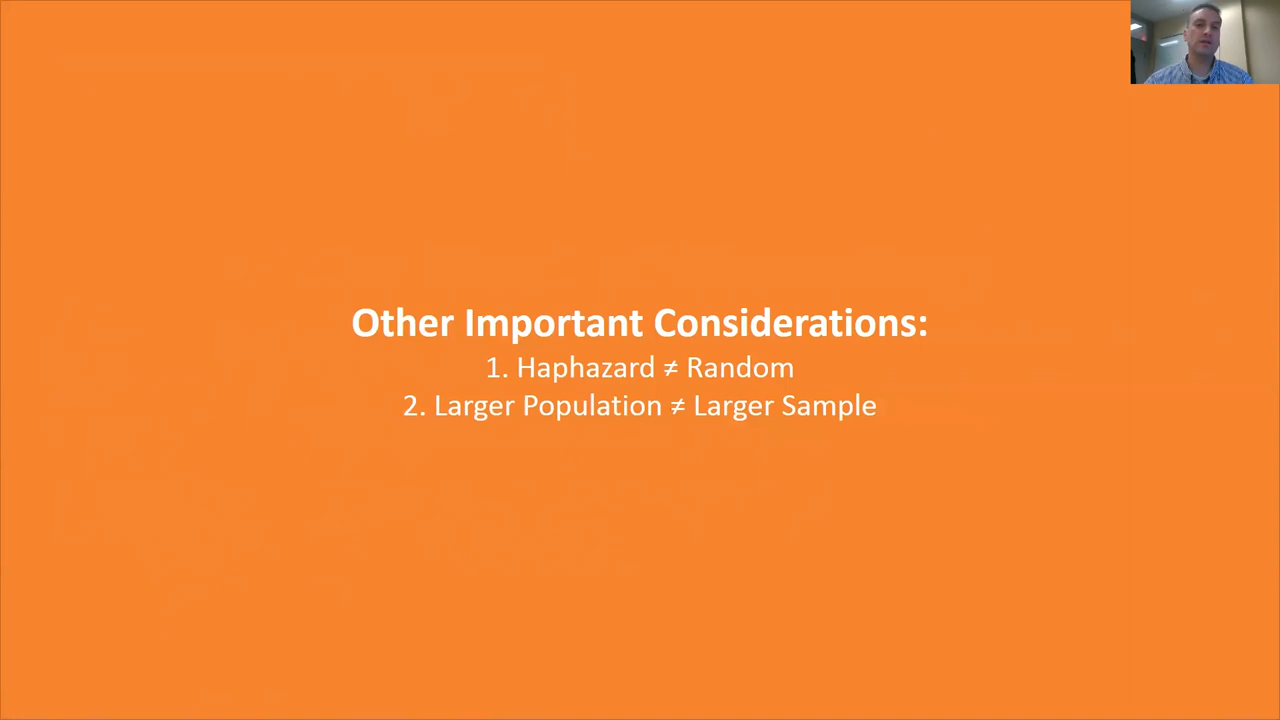 Other Important Considerations:
1. Haphazard ≠ Random
2. Larger Population ≠ Larger Sample